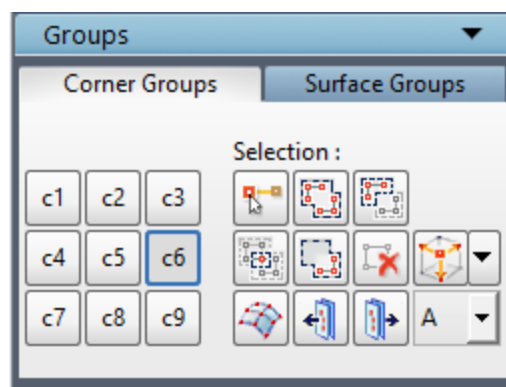 Groups
Corner Groups Surface Groups
Selection :
c1 c2 c3
c4 c5 c6
c7 c8 c9 A